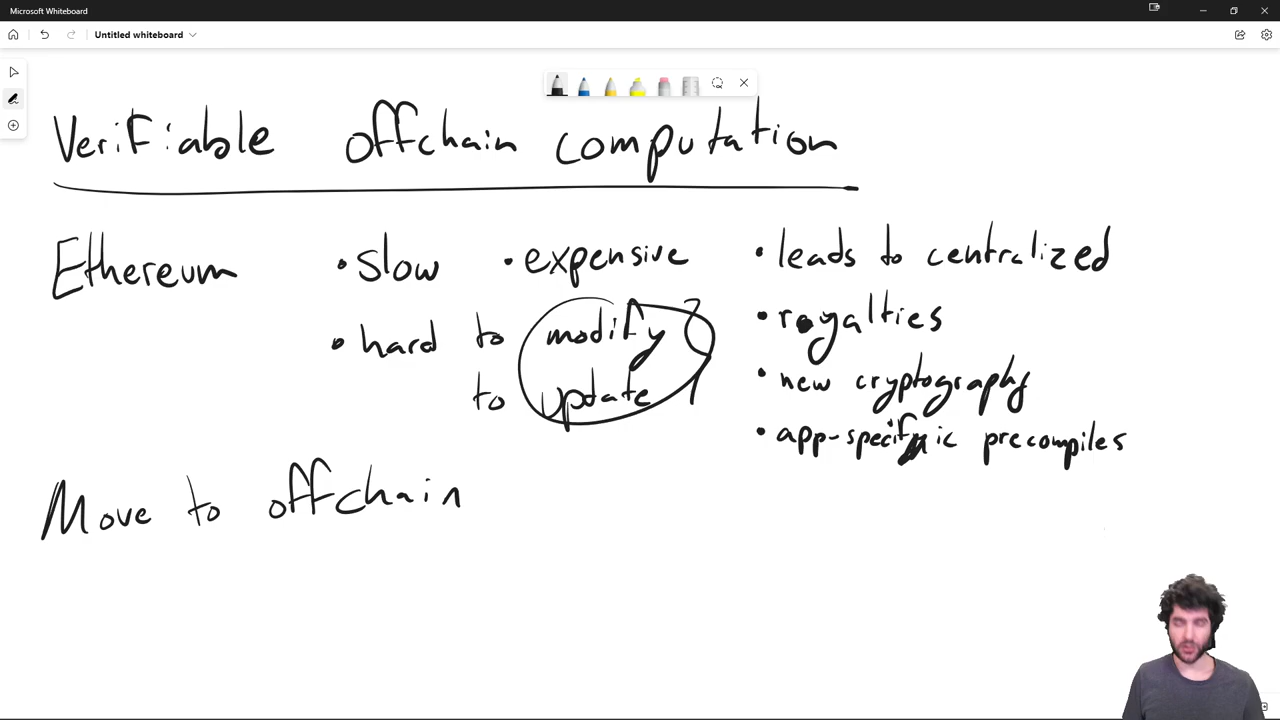 Microsoft Whiteboard
Untitled whiteboard
Verifiable offchain computation
Ethereum • slow • expensive
• hard to modify
to update
• leads to centralized
• royalties
• new cryptography
• app-specific precompiles
Move to offchain